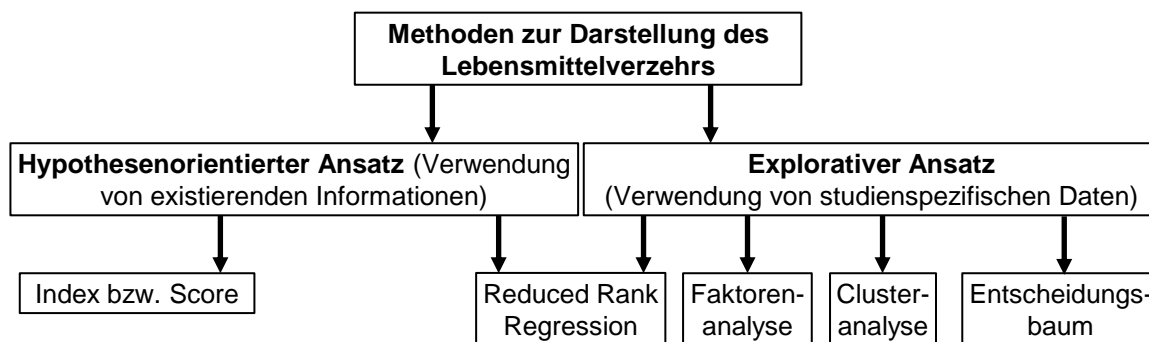 Methoden zur Darstellung des
Lebensmittelverzehrs
Hypothesenorientierter Ansatz (Verwendung
von existierenden Informationen)
Explorativer Ansatz
(Verwendung von studienspezifischen Daten)
Index bzw. Score
Reduced Rank
Regression
Faktoren-
analyse
Cluster-
analyse
Entscheidungs-
baum